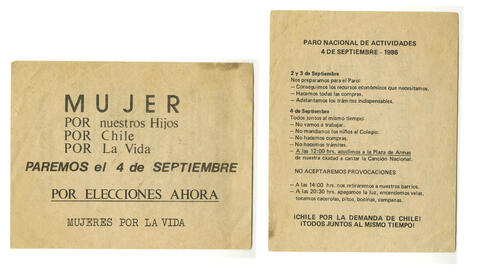 MUJER
POR nuestros Hijos
POR Chile
POR La Vida
PAREMOS el 4 de SEPTIEMBRE
POR ELECCIONES AHORA
MUJERES POR LA VIDA
PARO NACIONAL DE ACTIVIDADES
4 DE SEPTIEMBRE - 1986
2 y 3 de Septiembre
Nos preparamos para el Paro:
— Conseguimos los recursos económicos que necesitamos.
— Hacemos todas las compras.
— Adelantamos los trámites indispensables.
4 de Septiembre
Todos juntos al mismo tiempo:
— No vamos a trabajar.
— No mandamos los niños al Colegio.
— No hacemos compras.
— No hacemos trámites.
— A las 12:00 hrs. acudimos a la Plaza de Armas
de nuestra ciudad a cantar la Canción Nacional.
NO ACEPTAREMOS PROVOCACIONES
— A las 14:00 hrs. nos retiraremos a nuestros barrios.
— A las 20:30 hrs. apagamos la luz, encendemos velas,
tocamos cacerolas, pitos, bocinas, campanas.
¡CHILE POR LA DEMANDA DE CHILE!
¡TODOS JUNTOS AL MISMO TIEMPO!